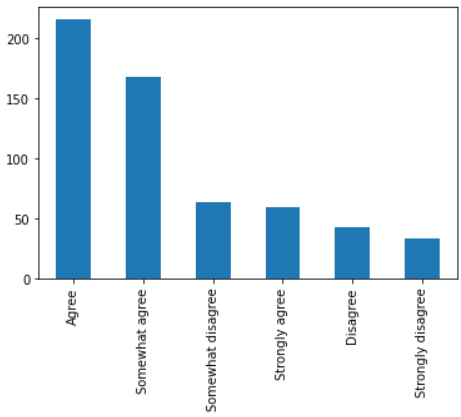 200
150
100
50
0
Agree
Somewhat agree
Somewhat disagree
Strongly agree
Disagree
Strongly disagree